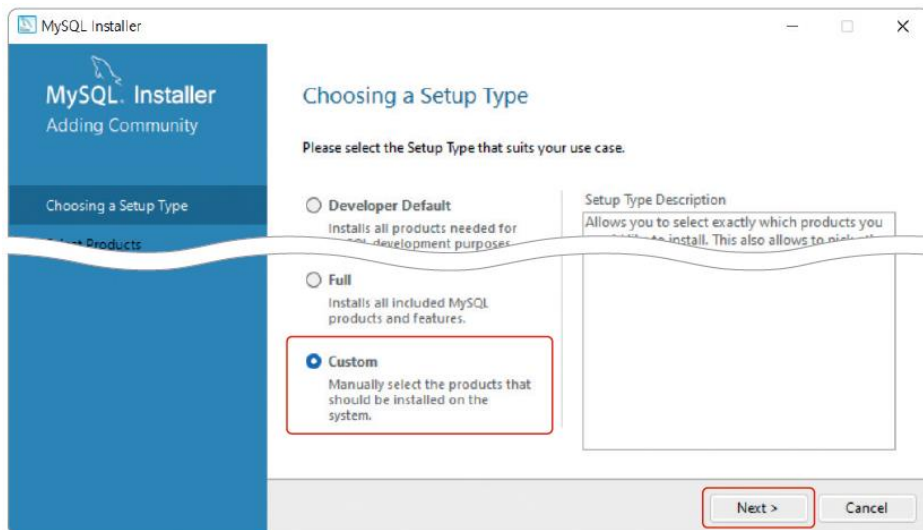 MySQL Installer
MySQL. Installer
Adding Community
Choosing a Setup Type
Choosing a Setup Type
Please select the Setup Type that suits your use case.
Developer Default
Installs all products needed for
development purposes
Setup Type Description
Allows you to select exactly which products you
to install. This also allows to
Products
Full
Installs all included MySQL
products and features.
Custom
Manually select the products that
should be installed on the
system.
Next >
Cancel